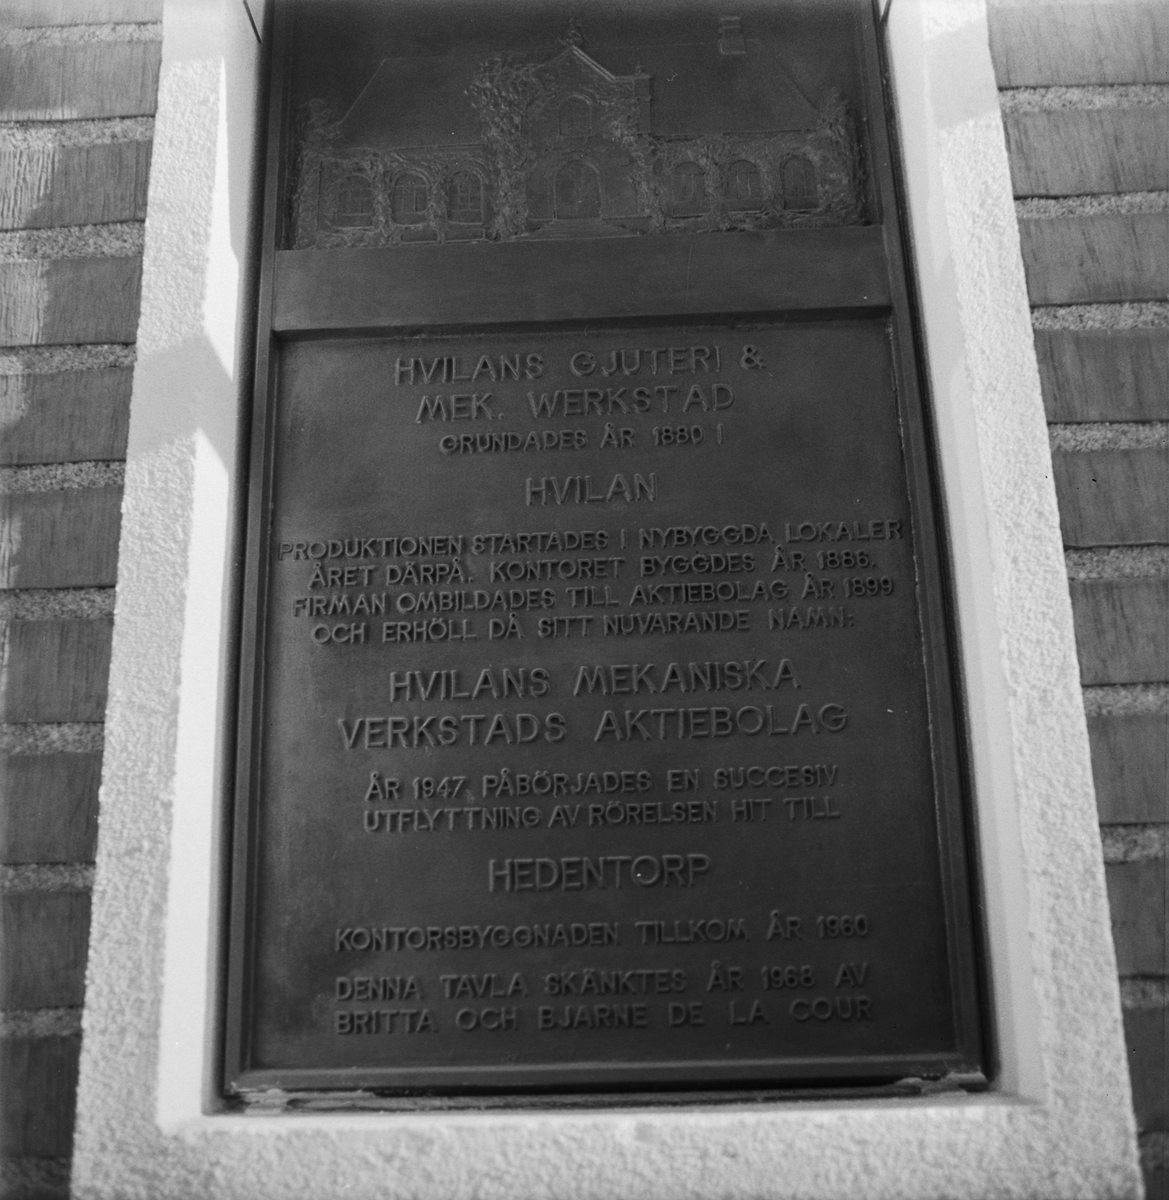 HVILANS GJUTERI &
MEK. WERKSTAD
GRUNDADES ÅR 1880 I
HVILAN
PRODUKTIONEN STARTADES I NYBYGGDA LOKALER
ÅRET DÄRPÅ. KONTORET BYGGDES ÅR 1886.
FIRMAN OMBILDADES TILL AKTIEBOLAG ÅR 1899
OCH ERHÖLL DÅ SITT NUVARANDE NAMN:
HVILANS MEKANISKA
VERKSTADS AKTIEBOLAG
ÅR 1947 PÅBÖRJADES EN SUCCESIV
UTFLYTTNING AV RÖRELSEN HIT TILL
HEDENTORP
KONTORSBYGGNADEN TILLKOM ÅR 1960
DENNA TAVLA SKÄNKTES ÅR 1968 AV
BRITTA OCH BJARNE DE LA COUR